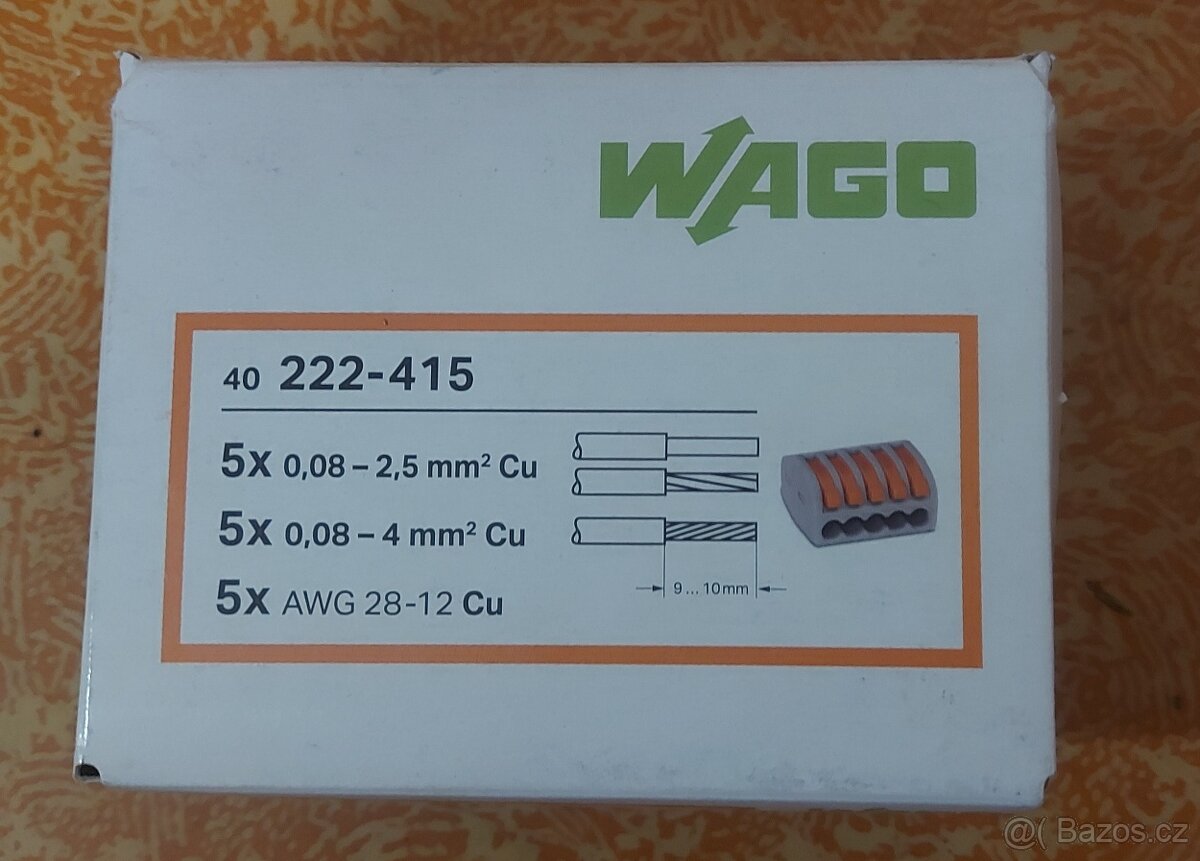 WAGO
40 222-415
5x 0,08 – 2,5 mm² Cu
5x 0,08 – 4 mm² Cu
5x AWG 28-12 Cu
9... 10mm
@( Bazos.cz